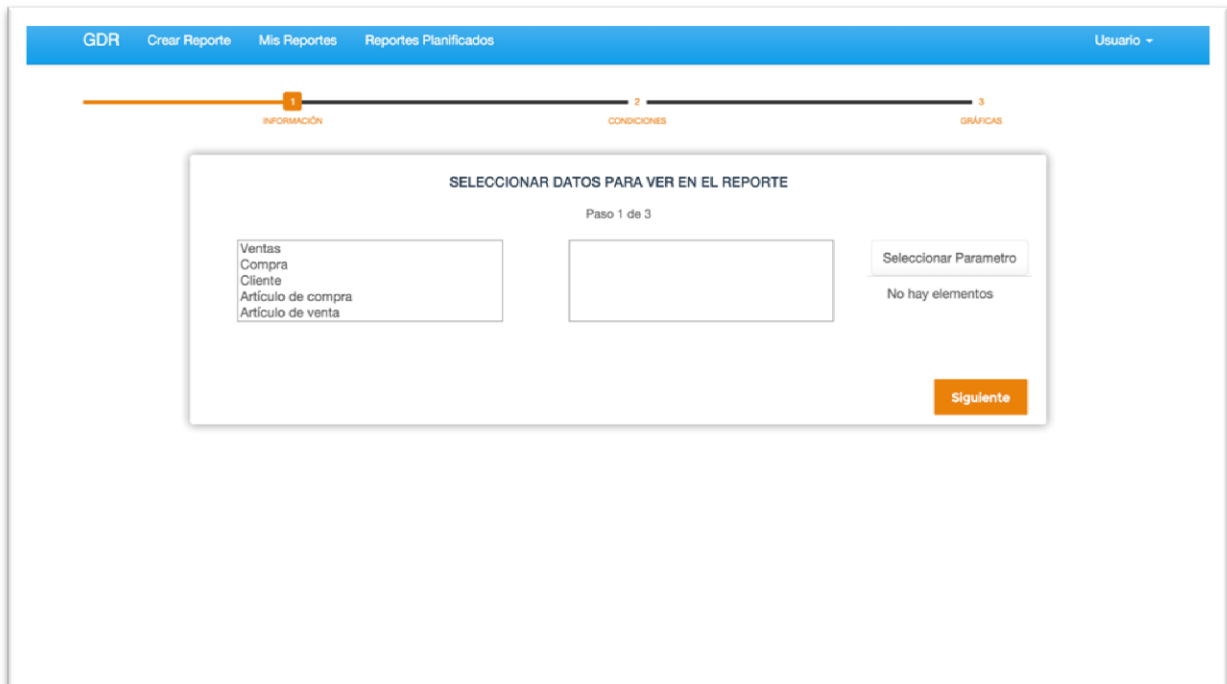 GDR Crear Reporte Mis Reportes Reportes Planificados Usuario
1 2 3
INFORMACIÓN CONDICIONES GRÁFICAS
SELECCIONAR DATOS PARA VER EN EL REPORTE
Paso 1 de 3
Ventas
Compra
Cliente
Artículo de compra
Artículo de venta
Seleccionar Parametro
No hay elementos
Siguiente